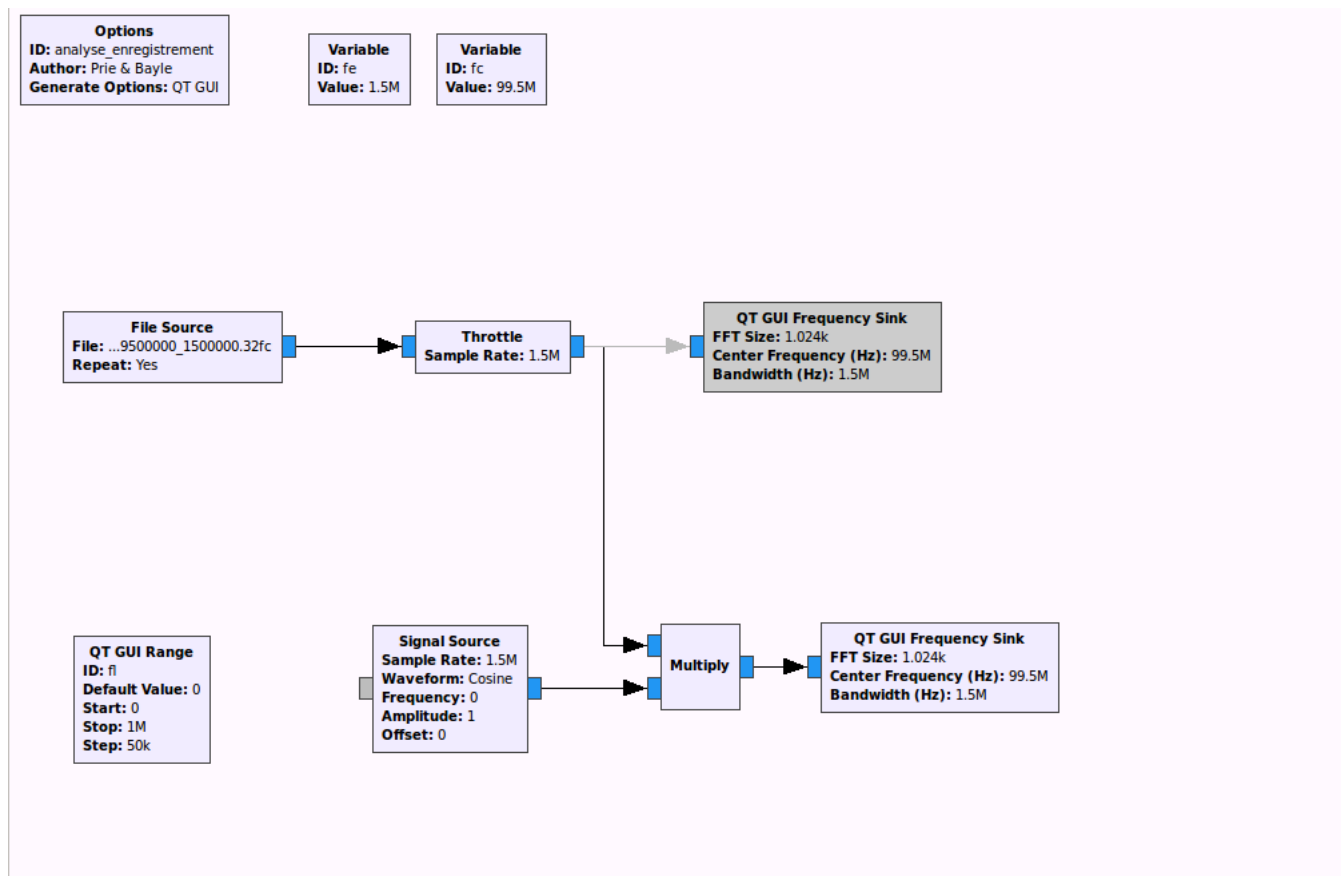 Options
ID: analyse_enregistrement
Author: Prie & Bayle
Generate Options: QT GUI
Variable
ID: fe
Value: 1.5M
Variable
ID: fc
Value: 99.5M
File Source
File: ...9500000_1500000.32fc
Repeat: Yes
Throttle
Sample Rate: 1.5M
QT GUI Frequency Sink
FFT Size: 1.024k
Center Frequency (Hz): 99.5M
Bandwidth (Hz): 1.5M
QT GUI Range
ID: fl
Default Value: 0
Start: 0
Stop: 1M
Step: 50k
Signal Source
Sample Rate: 1.5M
Waveform: Cosine
Frequency: 0
Amplitude: 1
Offset: 0
Multiply
QT GUI Frequency Sink
FFT Size: 1.024k
Center Frequency (Hz): 99.5M
Bandwidth (Hz): 1.5M